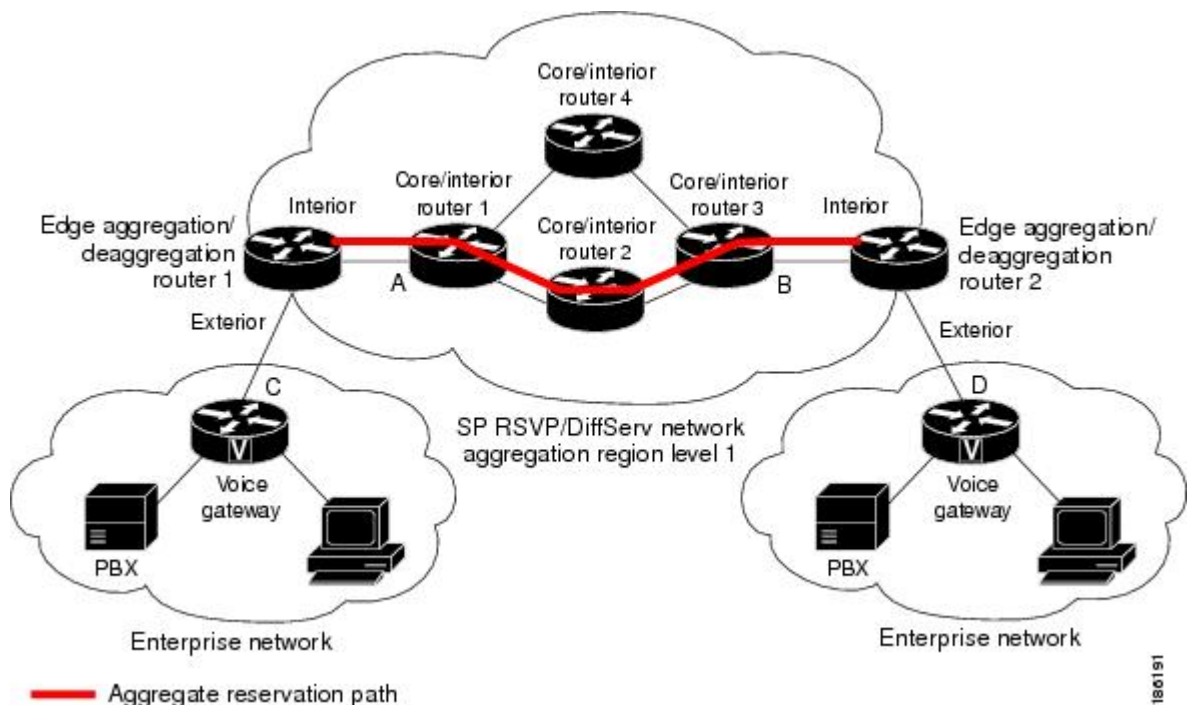 Core/interior
router 4
Core/interior
router 1
Core/interior
router 3
Interior
Core/interior
router 2
Interior
Edge aggregation/
deaggregation
router 1
Edge aggregation/
deaggregation
router 2
A
B
Exterior
Exterior
C
D
SP RSVP/DiffServ network
aggregation region level 1
V
Voice
gateway
PBX
V
Voice
gateway
PBX
Enterprise network
Enterprise network
Aggregate reservation path
186191